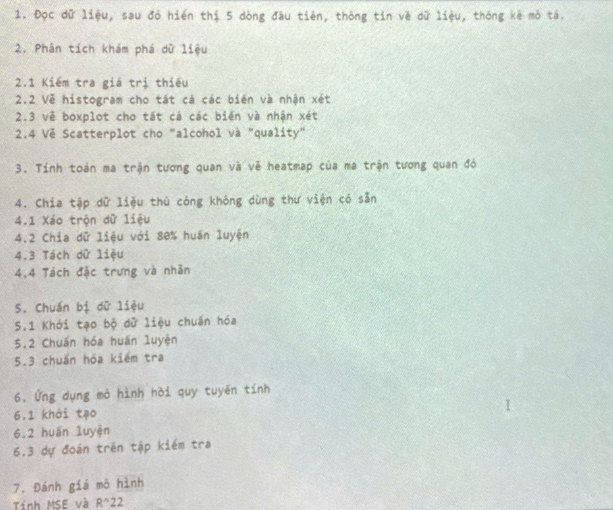 1. Đọc dữ liệu, sau đó hiển thị 5 dòng đầu tiên, thông tin về dữ liệu, thống kê mô tả.
2. Phân tích khám phá dữ liệu
2.1 Kiểm tra giá trị thiếu
2.2 Vẽ histogram cho tất cả các biến và nhận xét
2.3 vẽ boxplot cho tất cả các biến và nhận xét
2.4 Vẽ Scatterplot cho "alcohol và "quality"
3. Tính toán ma trận tương quan và vẽ heatmap của ma trận tương quan đó
4. Chia tập dữ liệu thủ công không dùng thư viện có sẵn
4.1 Xáo trộn dữ liệu
4.2 Chia dữ liệu với 80% huấn luyện
4.3 Tách dữ liệu
4.4 Tách đặc trưng và nhãn
5. Chuẩn bị dữ liệu
5.1 Khởi tạo bộ dữ liệu chuẩn hóa
5.2 Chuẩn hóa huấn luyện
5.3 chuẩn hóa kiểm tra
6. Ứng dụng mô hình hồi quy tuyến tính
6.1 khởi tạo
6.2 huấn luyện
6.3 dự đoán trên tập kiểm tra
7. Đánh giá mô hình
Tính MSE và R^22